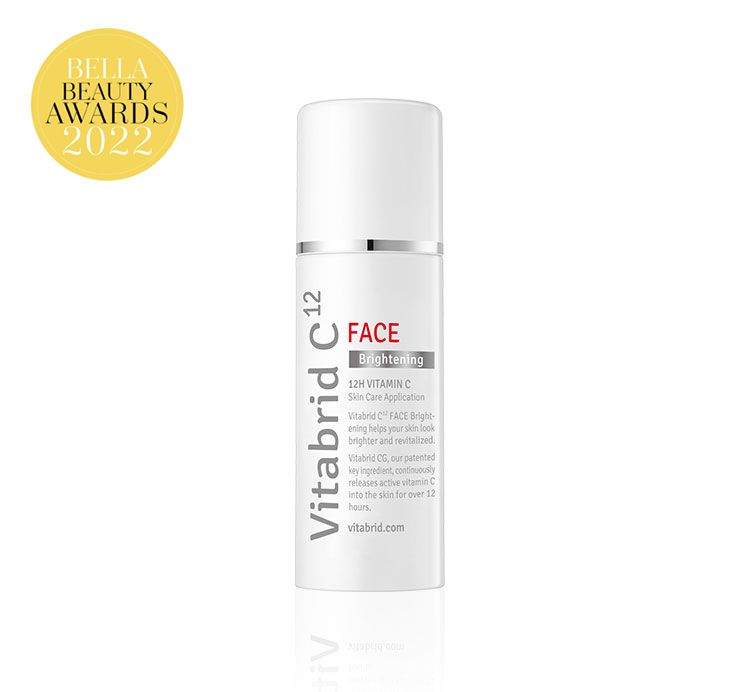 BELLA
BEAUTY
AWARDS
2022
Vitabrid C¹²
FACE
Brightening
12H VITAMIN C
Skin Care Application
Vitabrid C¹² FACE Bright-
ening helps your skin look
brighter and revitalized.
Vitabrid CG, our patented
key ingredient, continuously
releases active vitamin C
into the skin for over 12
hours.
vitabrid.com